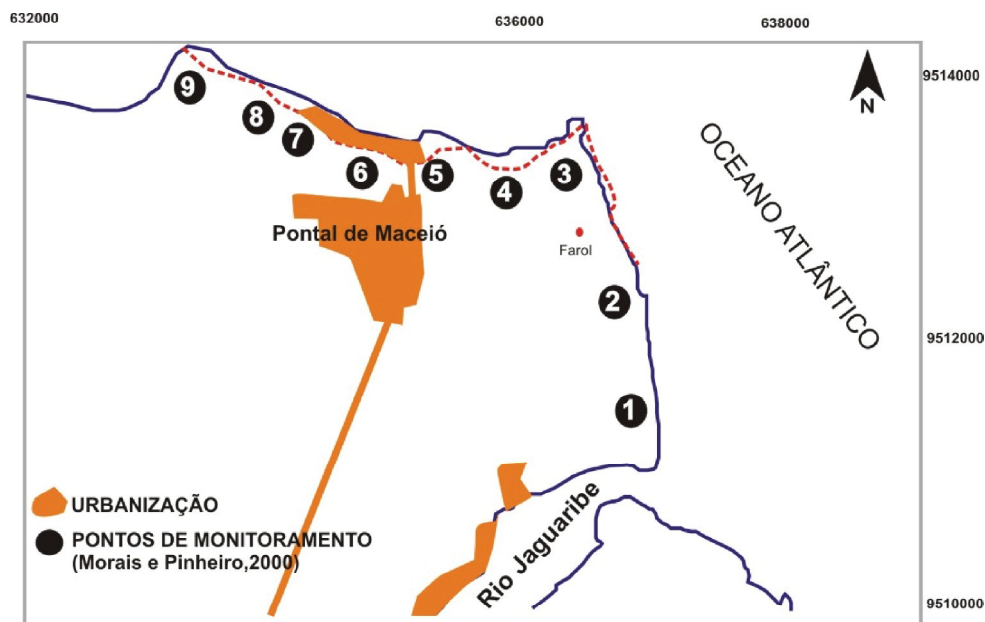 632000
636000
638000
9514000
N
9
8
7
6
5
4
3
OCEANO ATLÂNTICO
Pontal de Maceió
Farol
2
9512000
1
URBANIZAÇÃO
PONTOS DE MONITORAMENTO
(Morais e Pinheiro,2000)
Rio Jaguaribe
9510000